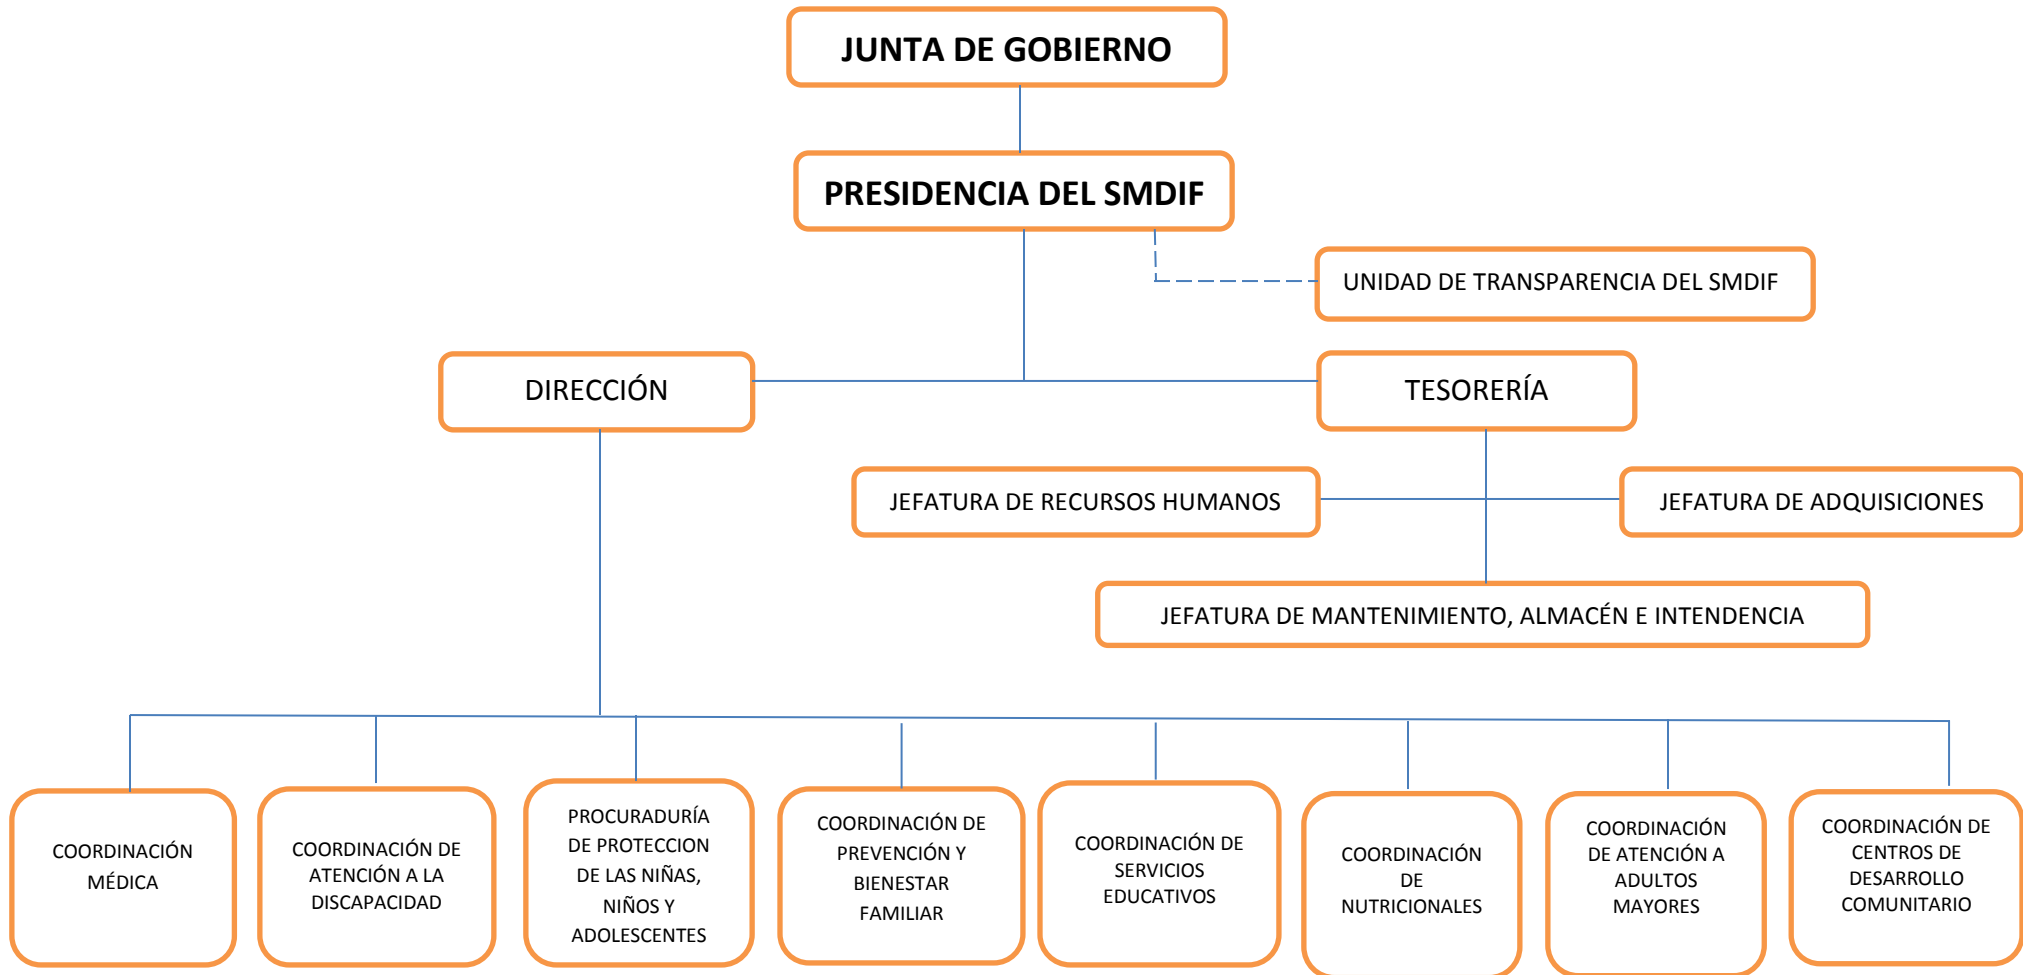 JUNTA DE GOBIERNO
PRESIDENCIA DEL SMDIF
UNIDAD DE TRANSPARENCIA DEL SMDIF
DIRECCIÓN
TESORERÍA
JEFATURA DE RECURSOS HUMANOS
JEFATURA DE ADQUISICIONES
JEFATURA DE MANTENIMIENTO, ALMACÉN E INTENDENCIA
COORDINACIÓN
MÉDICA
COORDINACIÓN DE
ATENCIÓN A LA
DISCAPACIDAD
PROCURADURÍA
DE PROTECCION
DE LAS NIÑAS,
NIÑOS Y
ADOLESCENTES
COORDINACIÓN DE
PREVENCIÓN Y
BIENESTAR
FAMILIAR
COORDINACIÓN DE
SERVICIOS
EDUCATIVOS
COORDINACIÓN
DE
NUTRICIONALES
COORDINACIÓN
DE ATENCIÓN A
ADULTOS
MAYORES
COORDINACIÓN DE
CENTROS DE
DESARROLLO
COMUNITARIO